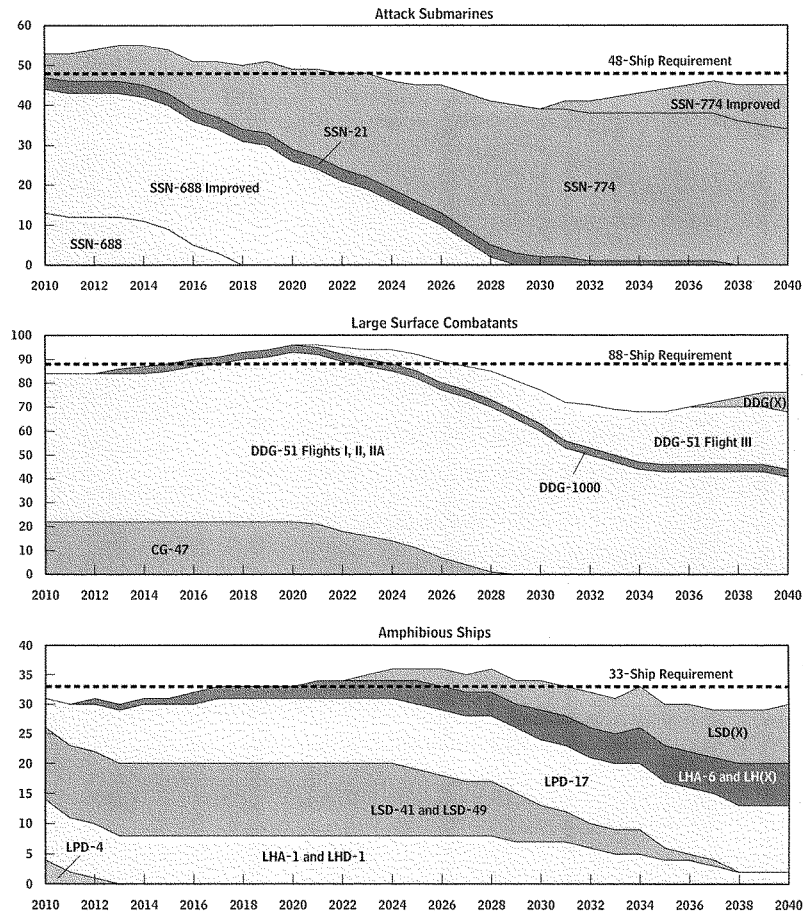 Attack Submarines
60
50
48-Ship Requirement
SSN-774 Improved
40
SSN-21
30
20
SSN-688 Improved
SSN-774
10
SSN-688
0
2010 2012 2014 2016 2018 2020 2022 2024 2026 2028 2030 2032 2034 2036 2038 2040
Large Surface Combatants
100
90
88-Ship Requirement
80
DDG(X)
70
60
DDG-51 Flights I, II, IIA
DDG-51 Flight III
50
40
DDG-1000
30
20
CG-47
10
0
2010 2012 2014 2016 2018 2020 2022 2024 2026 2028 2030 2032 2034 2036 2038 2040
Amphibious Ships
40
35
33-Ship Requirement
30
LSD(X)
25
20
LHA-6 and LH(X)
LPD-17
15
LSD-41 and LSD-49
10
LPD-4
5
LHA-1 and LHD-1
0
2010 2012 2014 2016 2018 2020 2022 2024 2026 2028 2030 2032 2034 2036 2038 2040